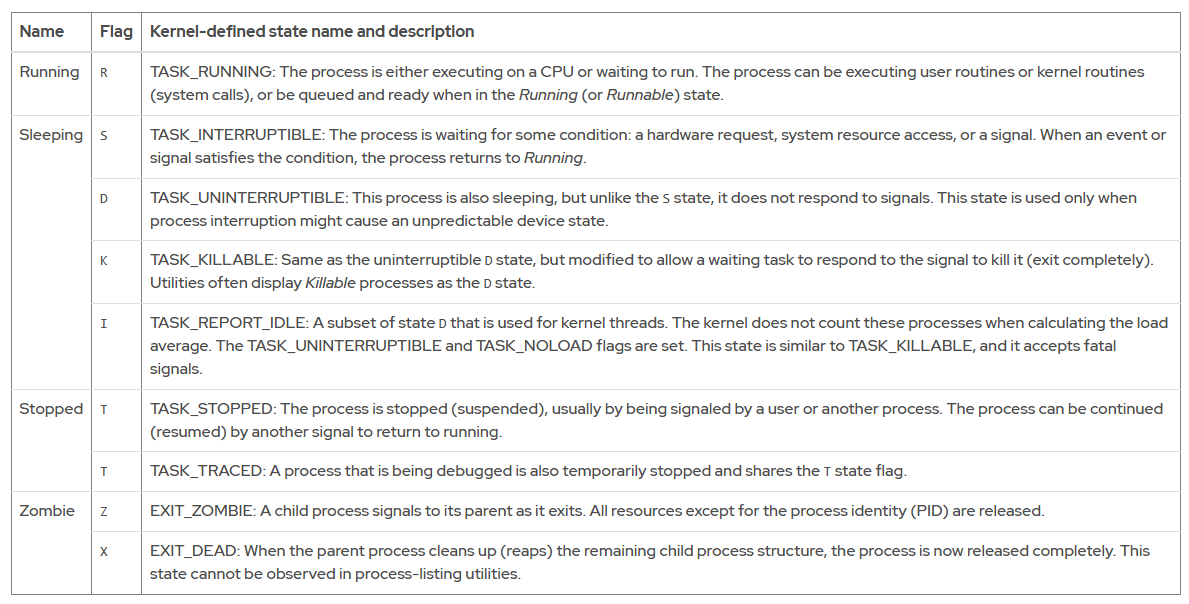 Name Flag Kernel-defined state name and description
Running R TASK_RUNNING: The process is either executing on a CPU or waiting to run. The process can be executing user routines or kernel routines
(system calls), or be queued and ready when in the Running (or Runnable) state.
Sleeping S TASK_INTERRUPTIBLE: The process is waiting for some condition: a hardware request, system resource access, or a signal. When an event or
signal satisfies the condition, the process returns to Running.
D TASK_UNINTERRUPTIBLE: This process is also sleeping, but unlike the S state, it does not respond to signals. This state is used only when
process interruption might cause an unpredictable device state.
K TASK_KILLABLE: Same as the uninterruptible D state, but modified to allow a waiting task to respond to the signal to kill it (exit completely).
Utilities often display Killable processes as the D state.
I TASK_REPORT_IDLE: A subset of state D that is used for kernel threads. The kernel does not count these processes when calculating the load
average. The TASK_UNINTERRUPTIBLE and TASK_NOLOAD flags are set. This state is similar to TASK_KILLABLE, and it accepts fatal
signals.
Stopped T TASK_STOPPED: The process is stopped (suspended), usually by being signaled by a user or another process. The process can be continued
(resumed) by another signal to return to running.
T TASK_TRACED: A process that is being debugged is also temporarily stopped and shares the T state flag.
Zombie Z EXIT_ZOMBIE: A child process signals to its parent as it exits. All resources except for the process identity (PID) are released.
X EXIT_DEAD: When the parent process cleans up (reaps) the remaining child process structure, the process is now released completely. This
state cannot be observed in process-listing utilities.